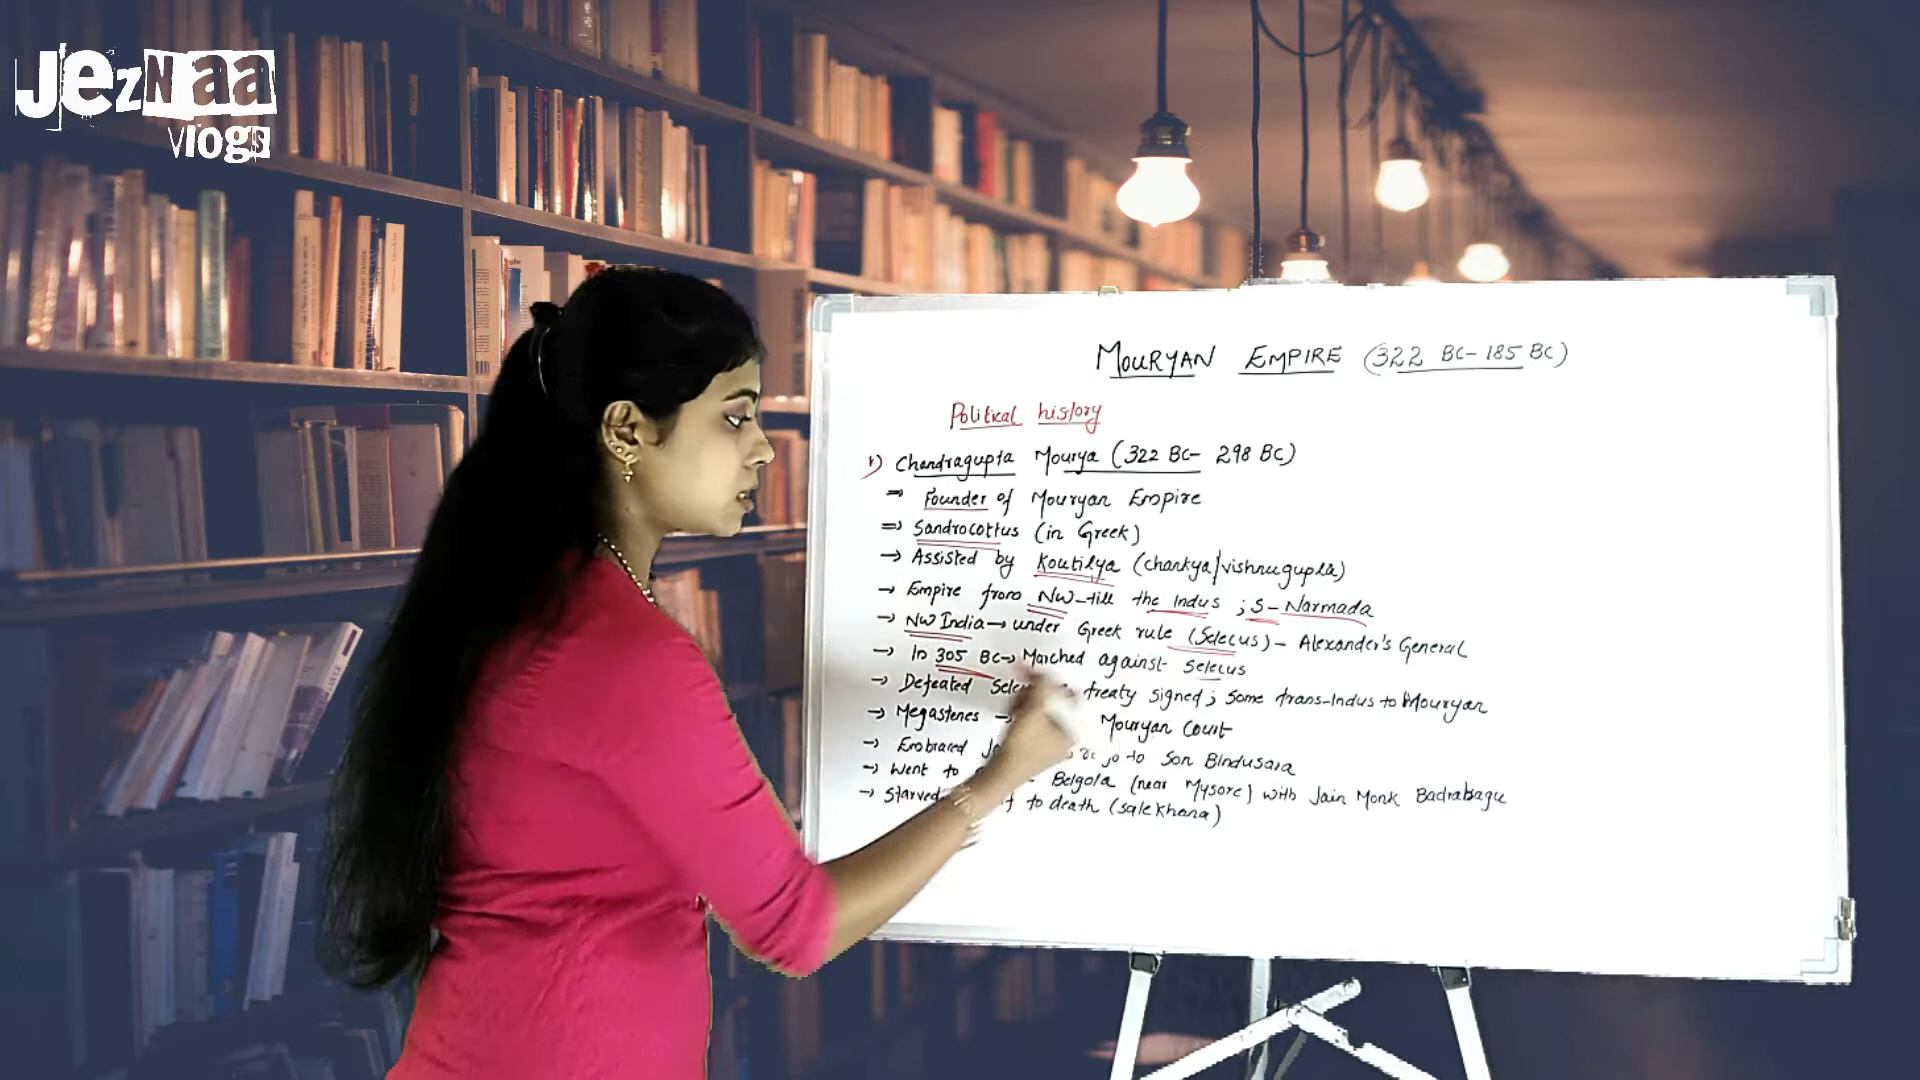 JezNaa
vlogs
MOURYAN EMPIRE (322 BC- 185 BC)
Political history
1) Chandragupta Mourya (322 BC- 298 BC)
⇒ Founder of Mouryan Empire
⇒ Sandrocottus (in Greek)
→ Assisted by Koutilya (chankya/vishnugupta)
→ Empire from NW-till the Indus ; S- Narmada
→ NW India → under Greek rule (Selecus) - Alexander's General
→ In 305 BC → Marched against Selecus
→ Defeated treaty signed; Some trans-Indus to Mouryan
→ Megastenes → Mouryan Court
→ Embraced to Son Bindusara
→ Went to Belgola (near Mysore) with Jain Monk Badrabagu
→ Starved to death (salekhana)